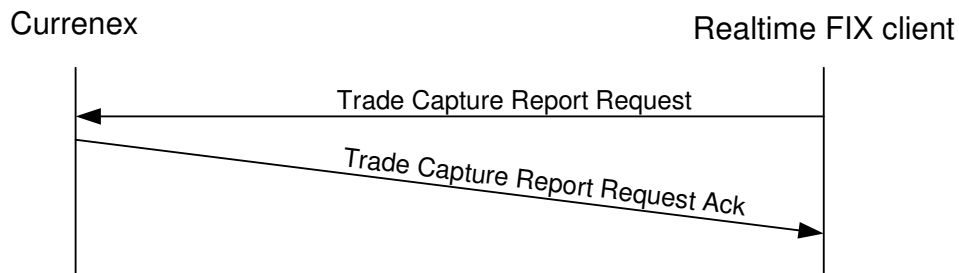 Currenex
Realtime FIX client
Trade Capture Report Request
Trade Capture Report Request Ack